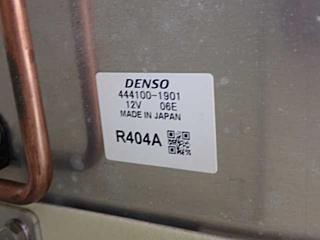 DENSO
444100-1901
12V 06E
MADE IN JAPAN
R404A